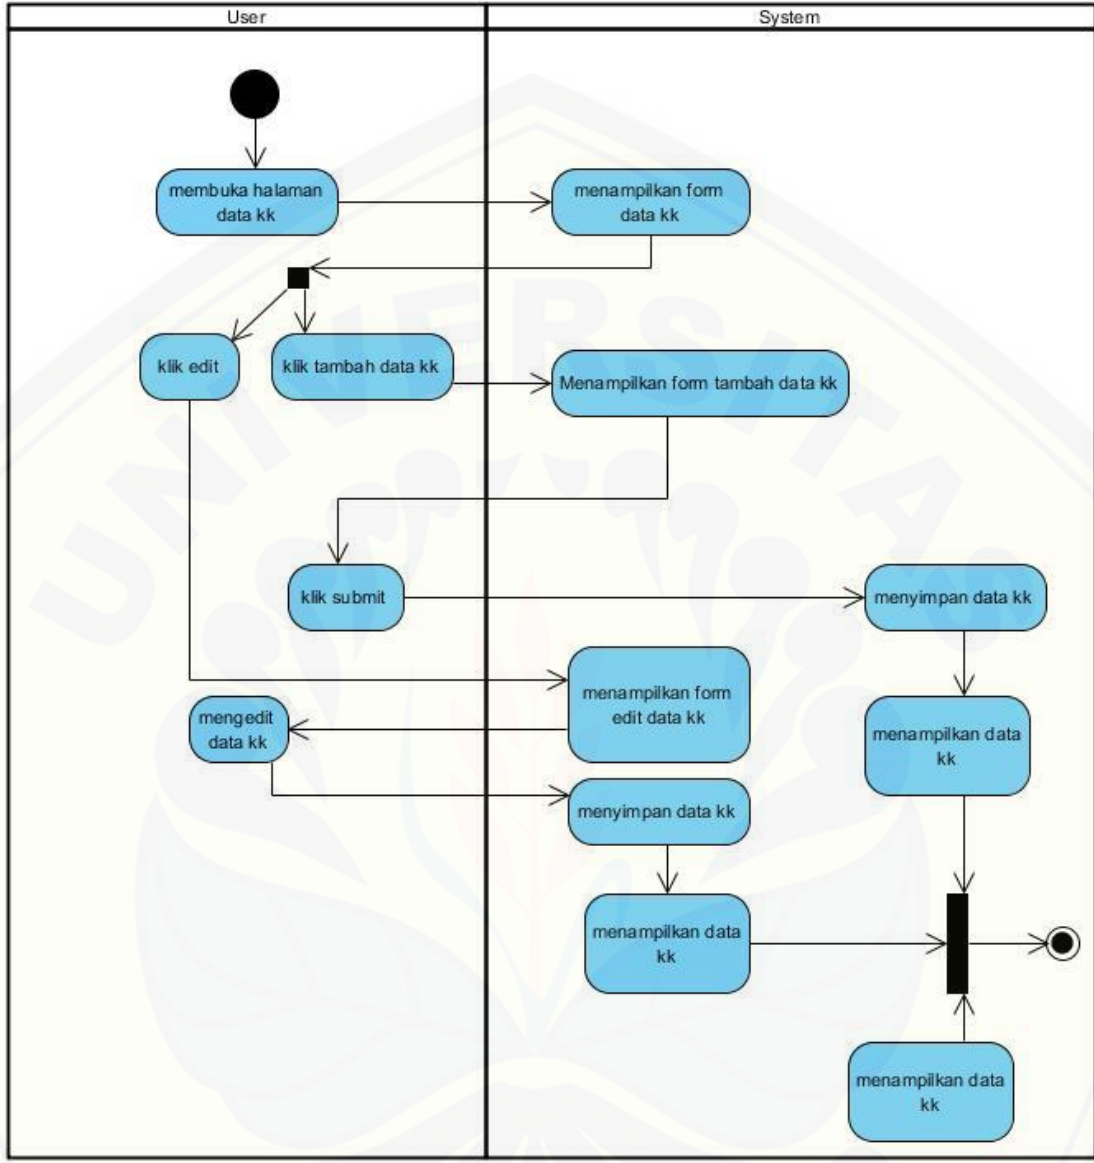 User
System
membuka halaman
data kk
menampilkan form
data kk
klik edit
klik tambah data kk
Menampilkan form tambah data kk
klik submit
menyimpan data kk
menampilkan form
edit data kk
mengedit
data kk
menampilkan data
kk
menyimpan data kk
menampilkan data
kk
menampilkan data
kk
UNIVERSITAS